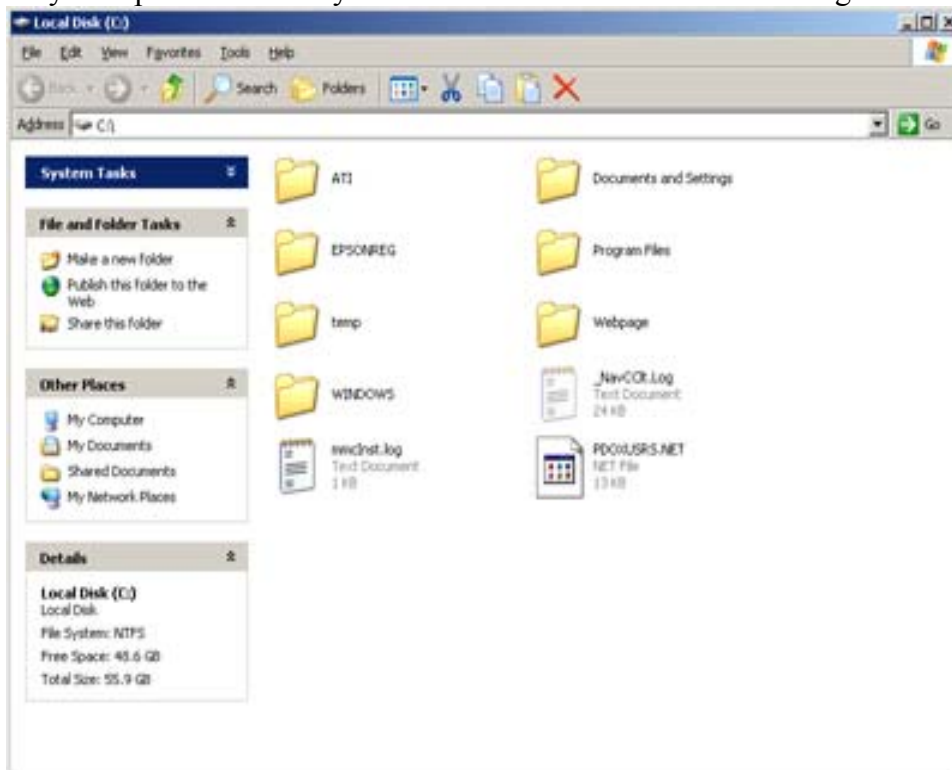 Local Disk (C:)
File Edit View Favorites Tools Help
Back Search Folders
Address C:\ Go
System Tasks
File and Folder Tasks
Make a new folder
Publish this folder to the
Web
Share this folder
Other Places
My Computer
My Documents
Shared Documents
My Network Places
Details
Local Disk (C:)
Local Disk
File System: NTFS
Free Space: 48.6 GB
Total Size: 55.9 GB
ATI
Documents and Settings
EPSONREG
Program Files
temp
Webpage
WINDOWS
_NavCClt.Log
Text Document
24 KB
Text Document
1 KB
PDOXUSRS.NET
NET File
13 KB